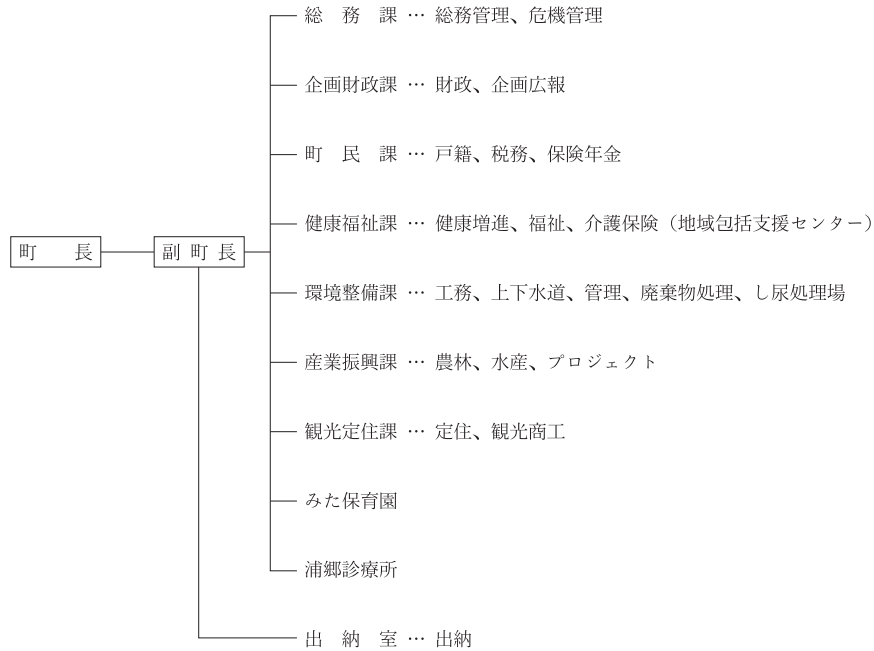 総務課 … 総務管理、危機管理
企画財政課 … 財政、企画広報
町民課 … 戸籍、税務、保険年金
健康福祉課 … 健康増進、福祉、介護保険（地域包括支援センター）
町長
副町長
環境整備課 … 工務、上下水道、管理、廃棄物処理、し尿処理場
産業振興課 … 農林、水産、プロジェクト
観光定住課 … 定住、観光商工
みた保育園
浦郷診療所
出納室 … 出納